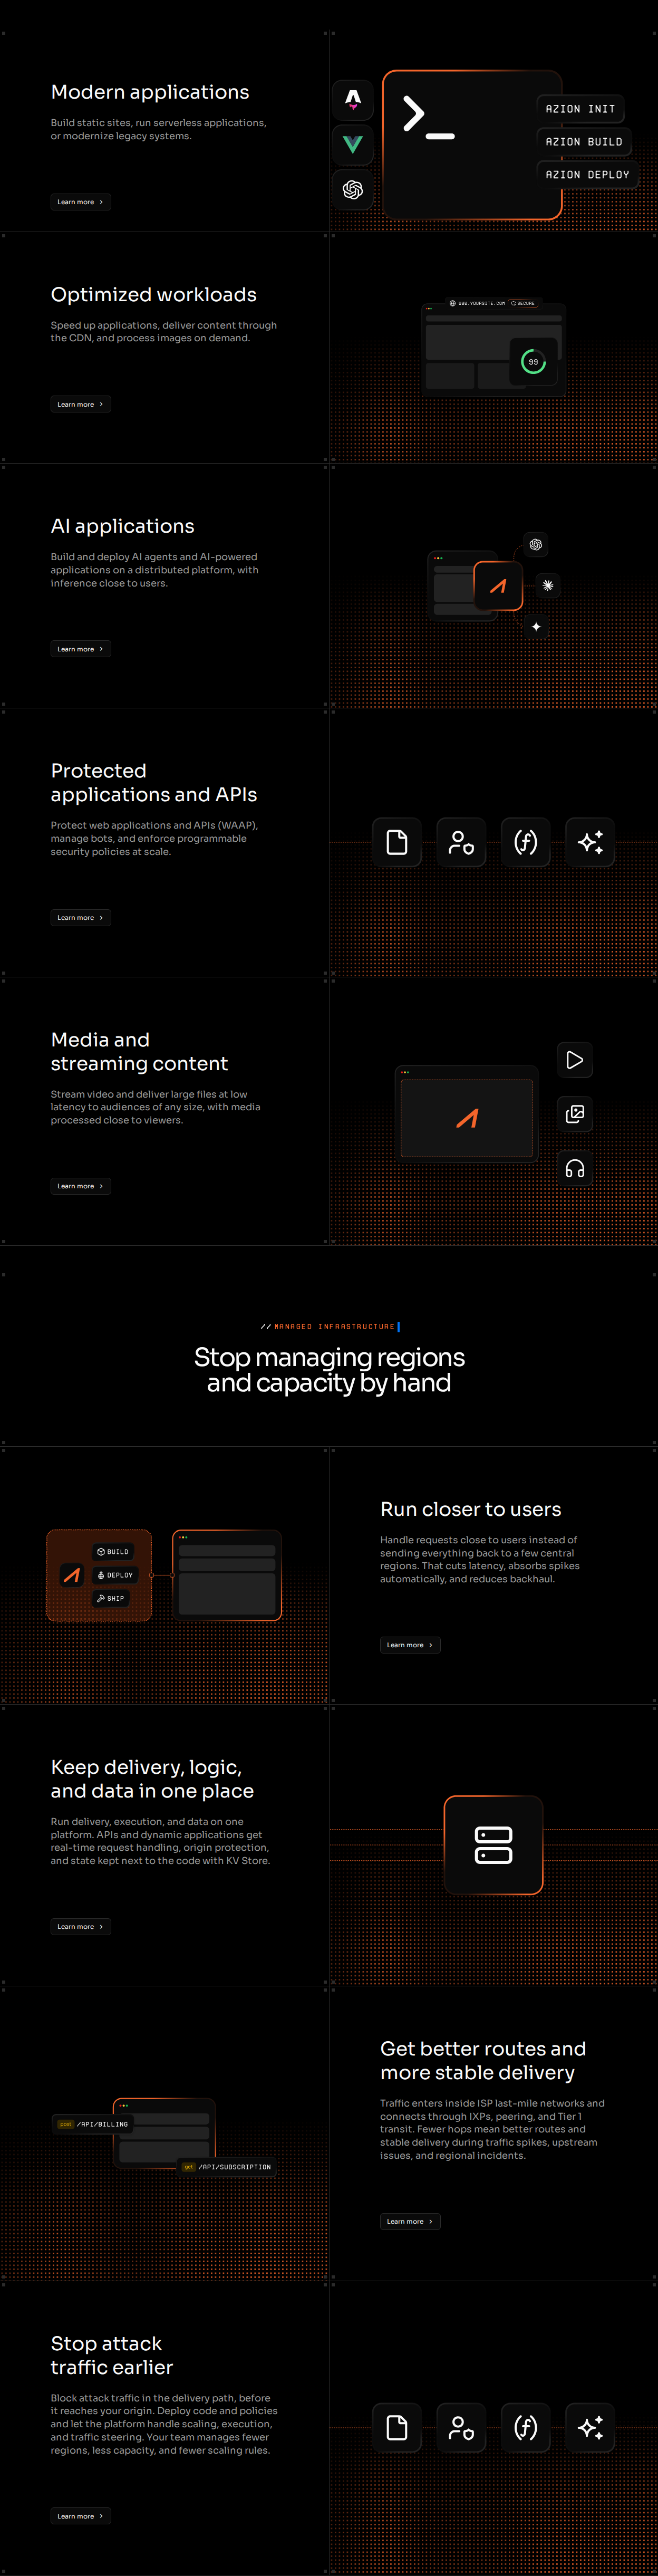 Modern applications
Build static sites, run serverless applications,
or modernize legacy systems.
Learn more
AZION INIT
AZION BUILD
AZION DEPLOY
Optimized workloads
Speed up applications, deliver content through
the CDN, and process images on demand.
Learn more
WWW.YOURSITE.COM
SECURE
99
AI applications
Build and deploy AI agents and AI-powered
applications on a distributed platform, with
inference close to users.
Learn more
Protected
applications and APIs
Protect web applications and APIs (WAAP),
manage bots, and enforce programmable
security policies at scale.
Learn more
Media and
streaming content
Stream video and deliver large files at low
latency to audiences of any size, with media
processed close to viewers.
Learn more
// MANAGED INFRASTRUCTURE
Stop managing regions
and capacity by hand
BUILD
DEPLOY
SHIP
Run closer to users
Handle requests close to users instead of
sending everything back to a few central
regions. That cuts latency, absorbs spikes
automatically, and reduces backhaul.
Learn more
Keep delivery, logic,
and data in one place
Run delivery, execution, and data on one
platform. APIs and dynamic applications get
real-time request handling, origin protection,
and state kept next to the code with KV Store.
Learn more
post /API/BILLING
get /API/SUBSCRIPTION
Get better routes and
more stable delivery
Traffic enters inside ISP last-mile networks and
connects through IXPs, peering, and Tier 1
transit. Fewer hops mean better routes and
stable delivery during traffic spikes, upstream
issues, and regional incidents.
Learn more
Stop attack
traffic earlier
Block attack traffic in the delivery path, before
it reaches your origin. Deploy code and policies
and let the platform handle scaling, execution,
and traffic steering. Your team manages fewer
regions, less capacity, and fewer scaling rules.
Learn more